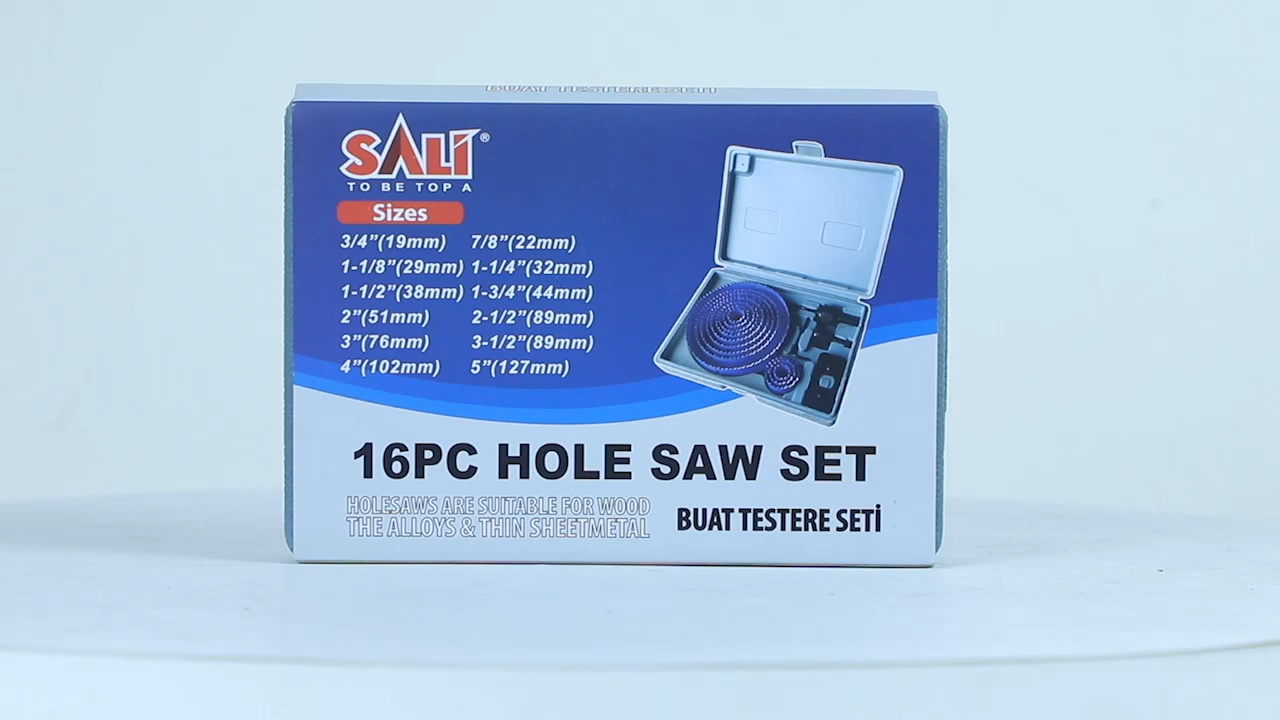 BUAT TESTERE SETİ
SALİ®
TO BE TOP A
Sizes
3/4”(19mm) 7/8”(22mm)
1-1/8”(29mm) 1-1/4”(32mm)
1-1/2”(38mm) 1-3/4”(44mm)
2”(51mm) 2-1/2”(89mm)
3”(76mm) 3-1/2”(89mm)
4”(102mm) 5”(127mm)
16PC HOLE SAW SET
HOLESAWS ARE SUITABLE FOR WOOD
THE ALLOYS & THIN SHEETMETAL
BUAT TESTERE SETİ